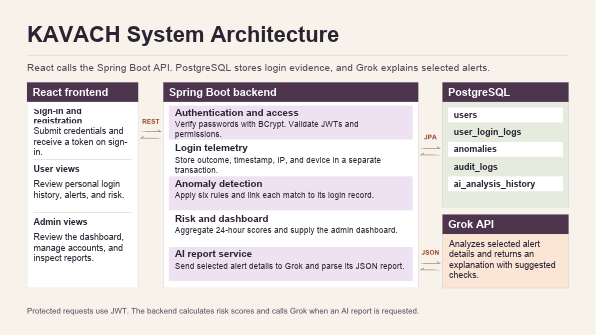 KAVACH System Architecture
React calls the Spring Boot API. PostgreSQL stores login evidence, and Grok explains selected alerts.
React frontend
Sign-in and
registration
Submit credentials and
receive a token on sign-
in.
User views
Review personal login
history, alerts, and risk.
Admin views
Review the dashboard,
manage accounts, and
inspect reports.
REST
Spring Boot backend
Authentication and access
Verify passwords with BCrypt. Validate JWTs and
permissions.
Login telemetry
Store outcome, timestamp, IP, and device in a separate
transaction.
Anomaly detection
Apply six rules and link each match to its login record.
Risk and dashboard
Aggregate 24-hour scores and supply the admin dashboard.
AI report service
Send selected alert details to Grok and parse its JSON report.
JPA
JSON
PostgreSQL
users
user_login_logs
anomalies
audit_logs
ai_analysis_history
Grok API
Analyzes selected alert
details and returns an
explanation with suggested
checks.
Protected requests use JWT. The backend calculates risk scores and calls Grok when an AI report is requested.